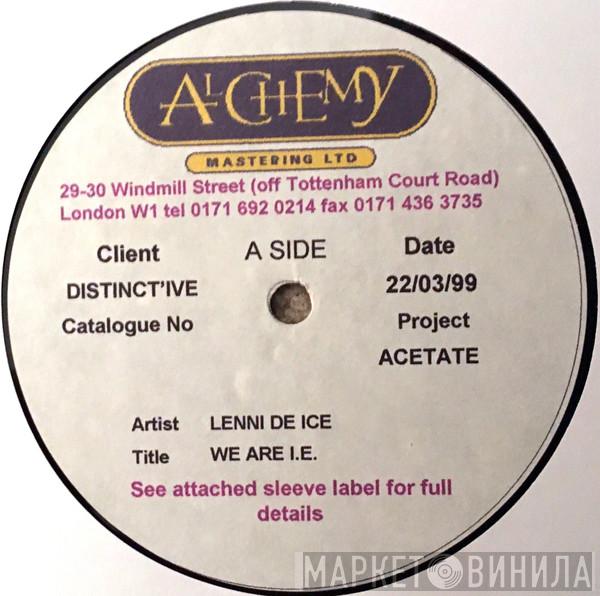 ALCHEMY
MASTERING LTD
29-30 Windmill Street (off Tottenham Court Road)
London W1 tel 0171 692 0214 fax 0171 436 3735
Client A SIDE Date
DISTINCT'IVE 22/03/99
Catalogue No Project
ACETATE
Artist LENNI DE ICE
Title WE ARE I.E.
See attached sleeve label for full
details
МАРКЕТ ВИНИЛА